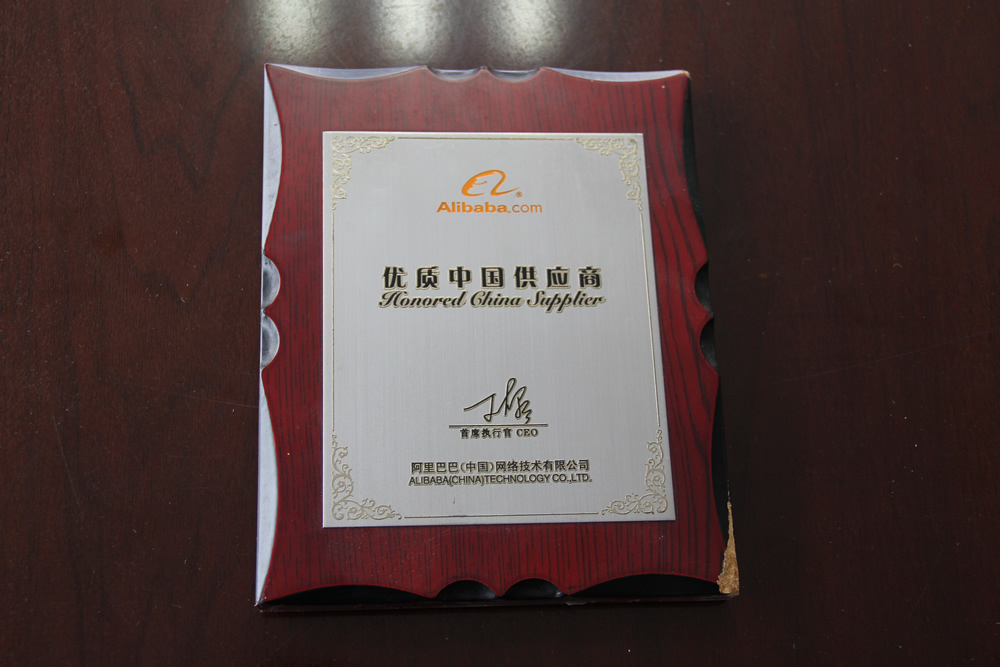 Alibaba.com®
优质中国供应商
Honored China Supplier
首席执行官 CEO
阿里巴巴(中国)网络技术有限公司
ALIBABA(CHINA)TECHNOLOGY CO.,LTD.